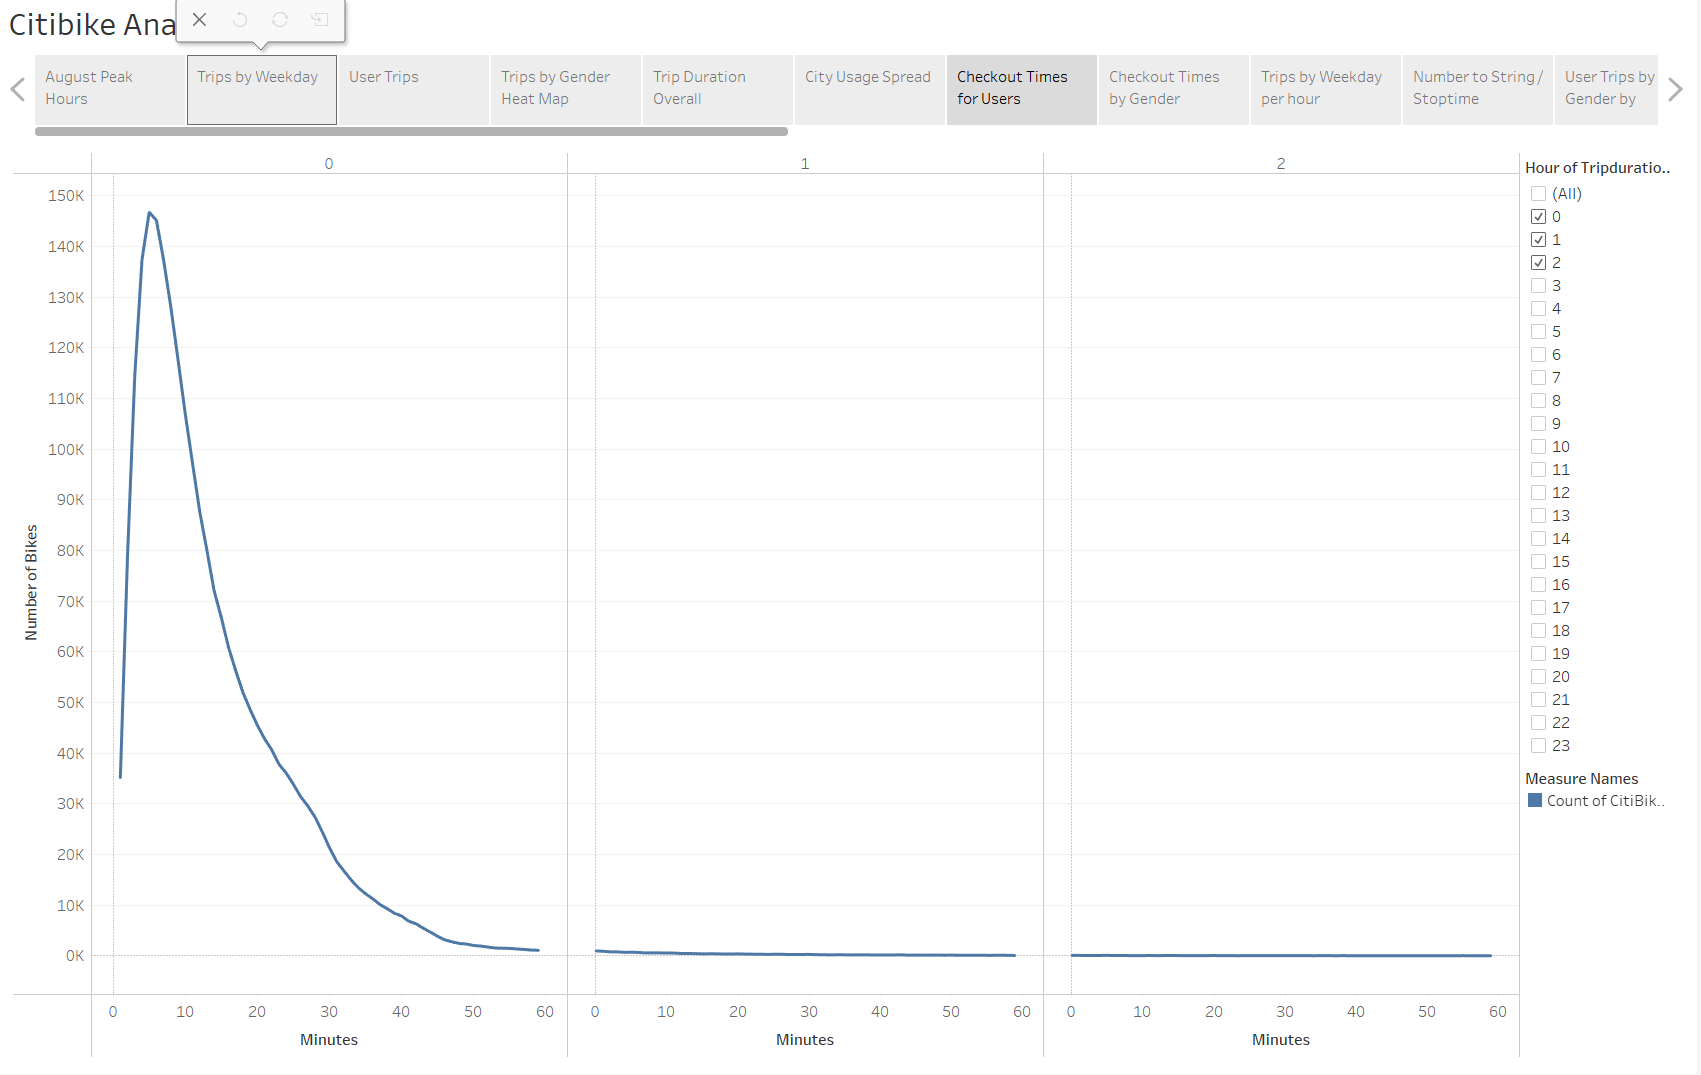 Citibike Ana
August Peak
Hours
Trips by Weekday
User Trips
Trips by Gender
Heat Map
Trip Duration
Overall
City Usage Spread
Checkout Times
for Users
Checkout Times
by Gender
Trips by Weekday
per hour
Number to String /
Stoptime
User Trips by
Gender by
0 1 2
150K
140K
130K
120K
110K
100K
90K
80K
70K
60K
50K
40K
30K
20K
10K
0K
Number of Bikes
0 10 20 30 40 50 60
0 10 20 30 40 50 60
0 10 20 30 40 50 60
Minutes Minutes Minutes
Hour of Tripduratio..
(All)
0
1
2
3
4
5
6
7
8
9
10
11
12
13
14
15
16
17
18
19
20
21
22
23
Measure Names
Count of CitiBik..